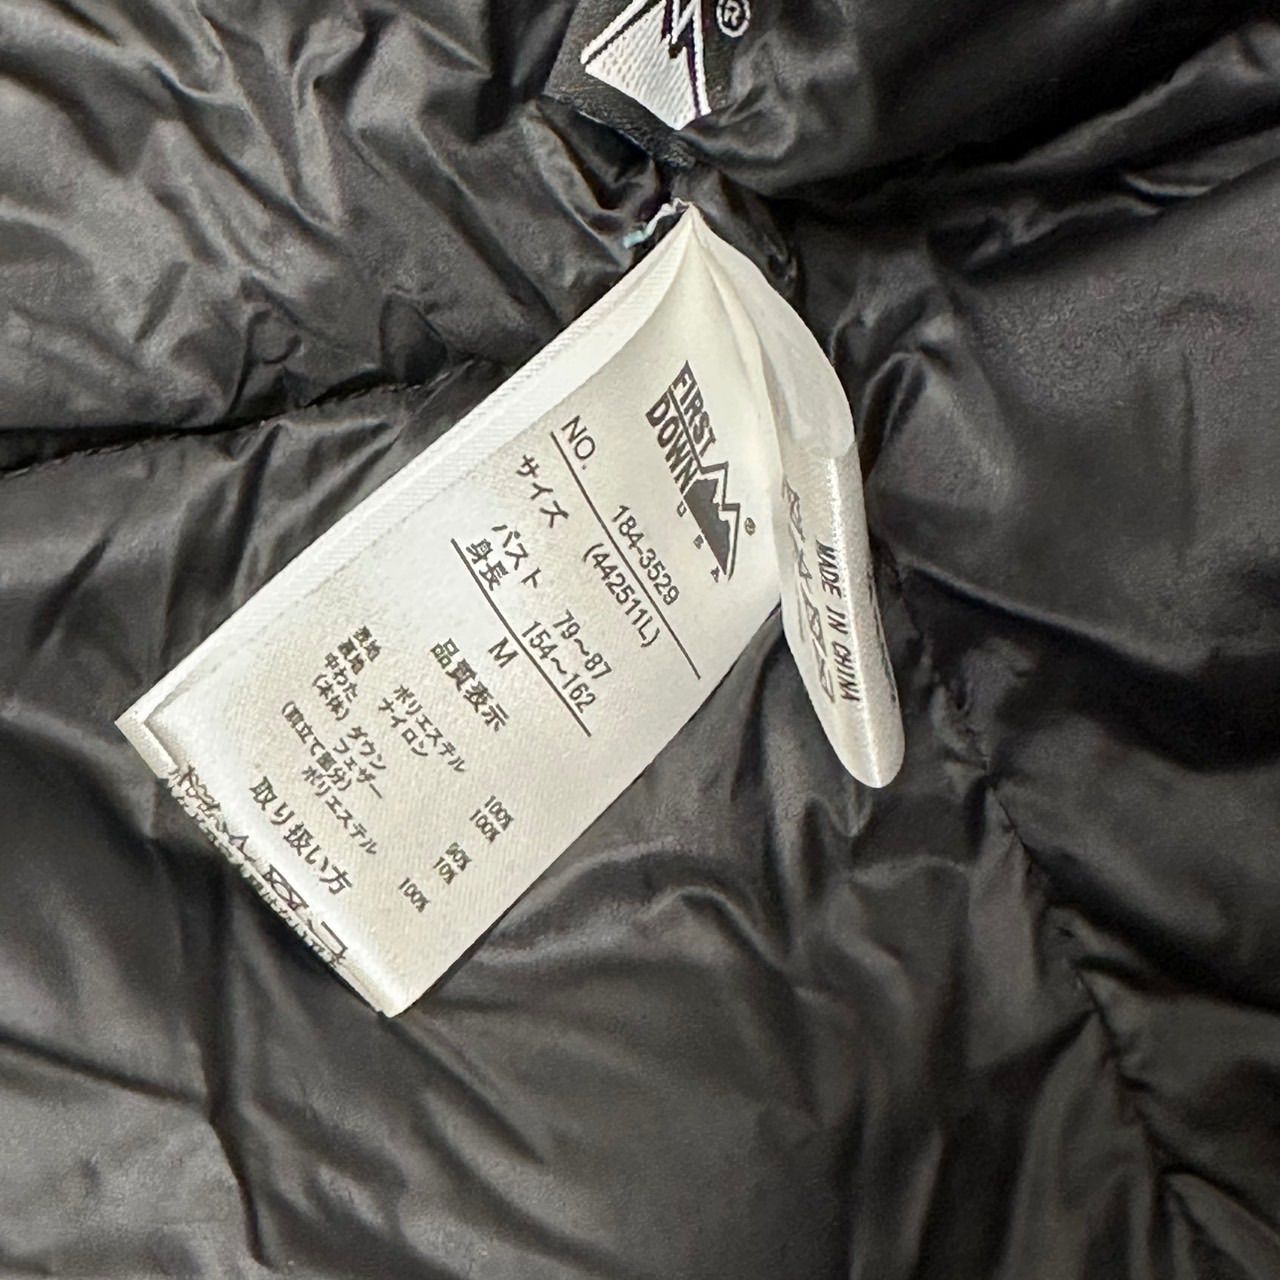 ®
FIRST
DOWN®
U S A
NO. 184-3529
(442511L)
サイズ
バスト 79~87
身長 154~162
M
品質表示
表地 ポリエステル 100%
裏地 ナイロン 100%
中わた
(本体) ダウン 90%
フェザー 10%
(前立て部分)
ポリエステル 100%
取り扱い方
MADE IN CHINA